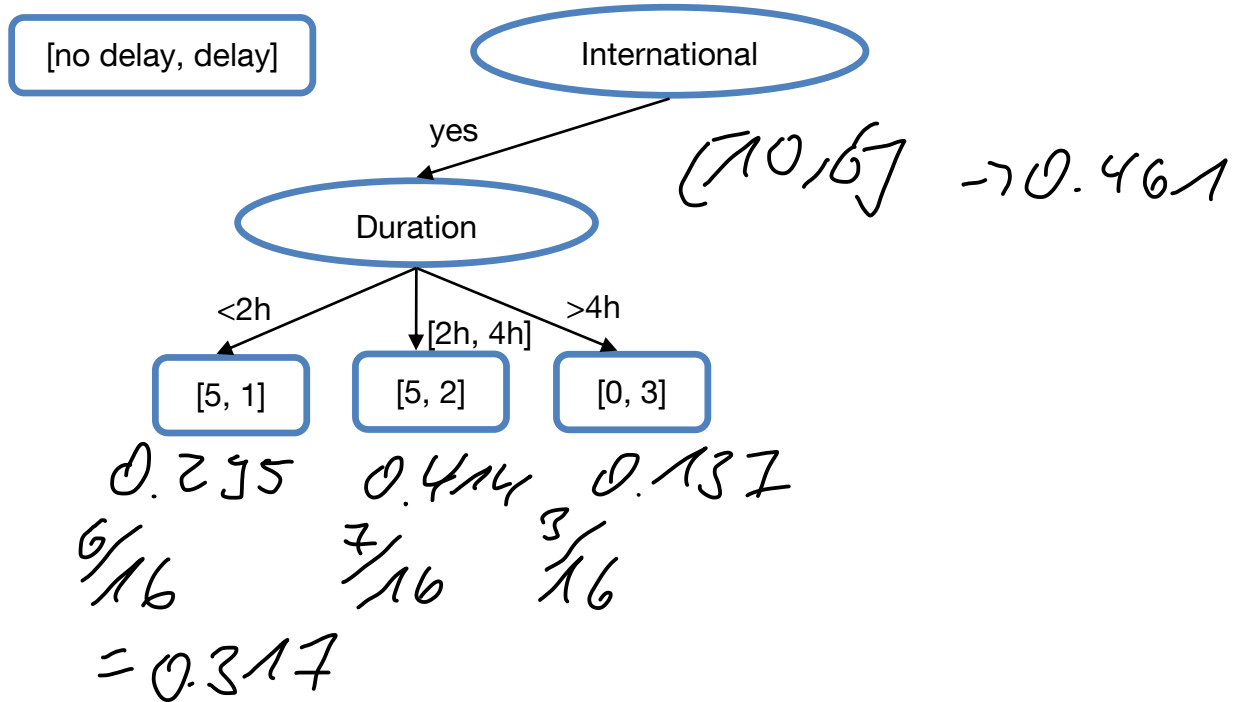 [no delay, delay]
International
yes
[10,6] -> 0.461
Duration
<2h
[2h, 4h]
>4h
[5, 1]
[5, 2]
[0, 3]
0.295 0.414 0.137
6/16 7/16 3/16
= 0.317